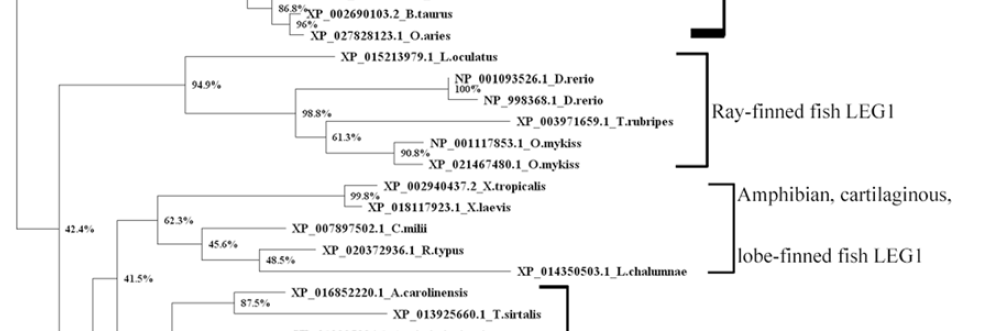 86.8%
XP_002690103.2_B.taurus
96%
XP_027828123.1_O.aries
XP_015213979.1_L.oculatus
94.9%
NP_001093526.1_D.rerio
100%
NP_998368.1_D.rerio
98.8%
Ray-finned fish LEG1
XP_003971659.1_T.rubripes
61.3%
NP_001117853.1_O.mykiss
90.8%
XP_021467480.1_O.mykiss
XP_002940437.2_X.tropicalis
99.8%
Amphibian, cartilaginous,
XP_018117923.1_X.laevis
62.3%
42.4%
XP_007897502.1_C.milii
45.6%
XP_020372936.1_R.typus
lobe-finned fish LEG1
48.5%
XP_014350503.1_L.chalumnae
41.5%
XP_016852220.1_A.carolinensis
87.5%
XP_013925660.1_T.sirtalis